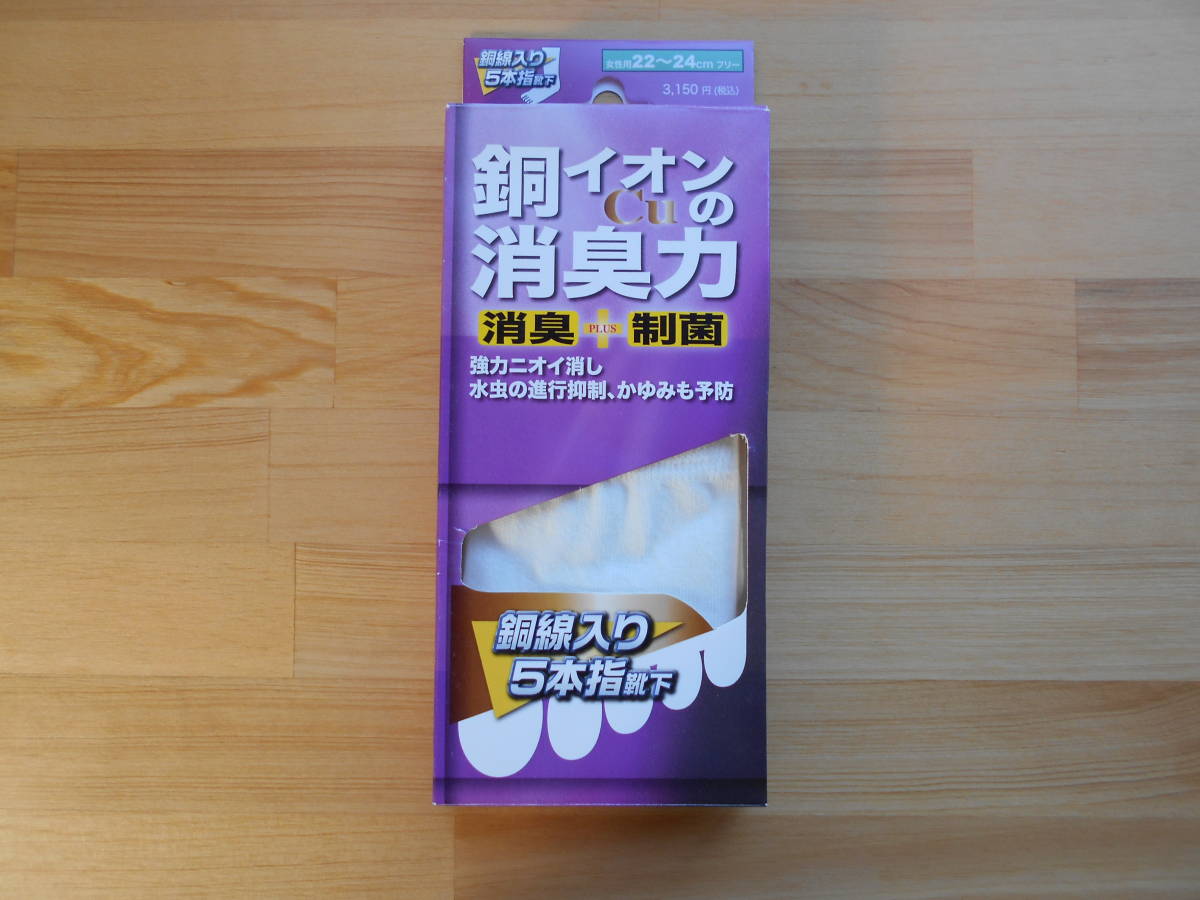 銅線入り
5本指靴下
女性用22～24cm フリー
3,150 円(税込)
銅イオンの
Cu
消臭力
消臭 PLUS 制菌
強力ニオイ消し
水虫の進行抑制、かゆみも予防
銅線入り
5本指靴下